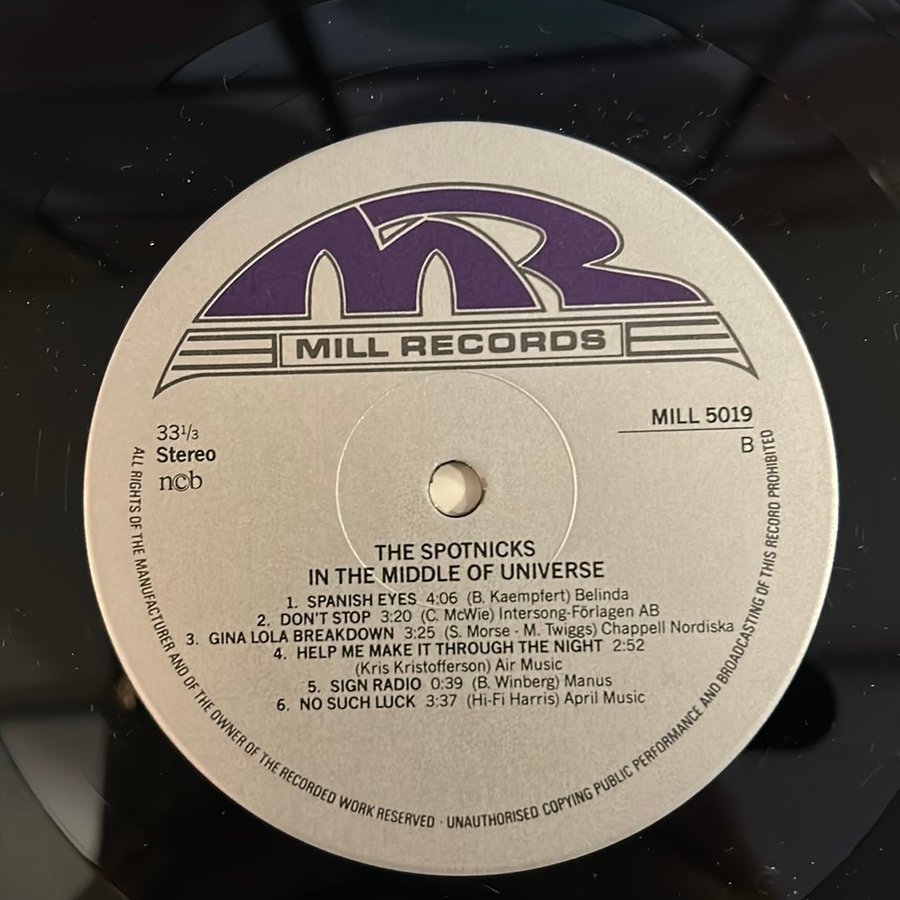 MR
MILL RECORDS
33 1/3
Stereo
n©b
MILL 5019
B
THE SPOTNICKS
IN THE MIDDLE OF UNIVERSE
1. SPANISH EYES 4:06 (B. Kaempfert) Belinda
2. DON'T STOP 3:20 (C. McWie) Intersong-Förlagen AB
3. GINA LOLA BREAKDOWN 3:25 (S. Morse - M. Twiggs) Chappell Nordiska
4. HELP ME MAKE IT THROUGH THE NIGHT 2:52
(Kris Kristofferson) Air Music
5. SIGN RADIO 0:39 (B. Winberg) Manus
6. NO SUCH LUCK 3:37 (Hi-Fi Harris) April Music
ALL RIGHTS OF THE MANUFACTURER AND OF THE OWNER OF THE RECORDED WORK RESERVED · UNAUTHORISED COPYING PUBLIC PERFORMANCE AND BROADCASTING OF THIS RECORD PROHIBITED